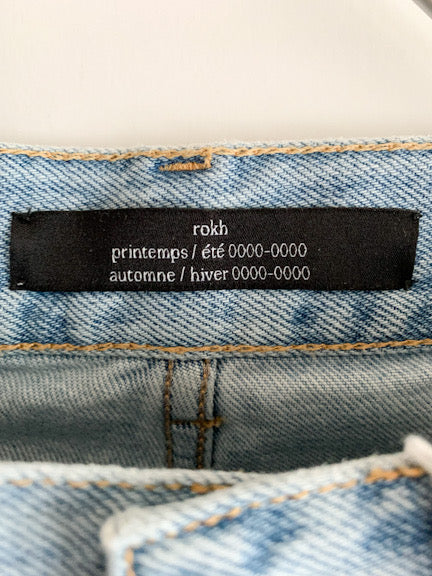 rokh
printemps / été 0000-0000
automne / hiver 0000-0000